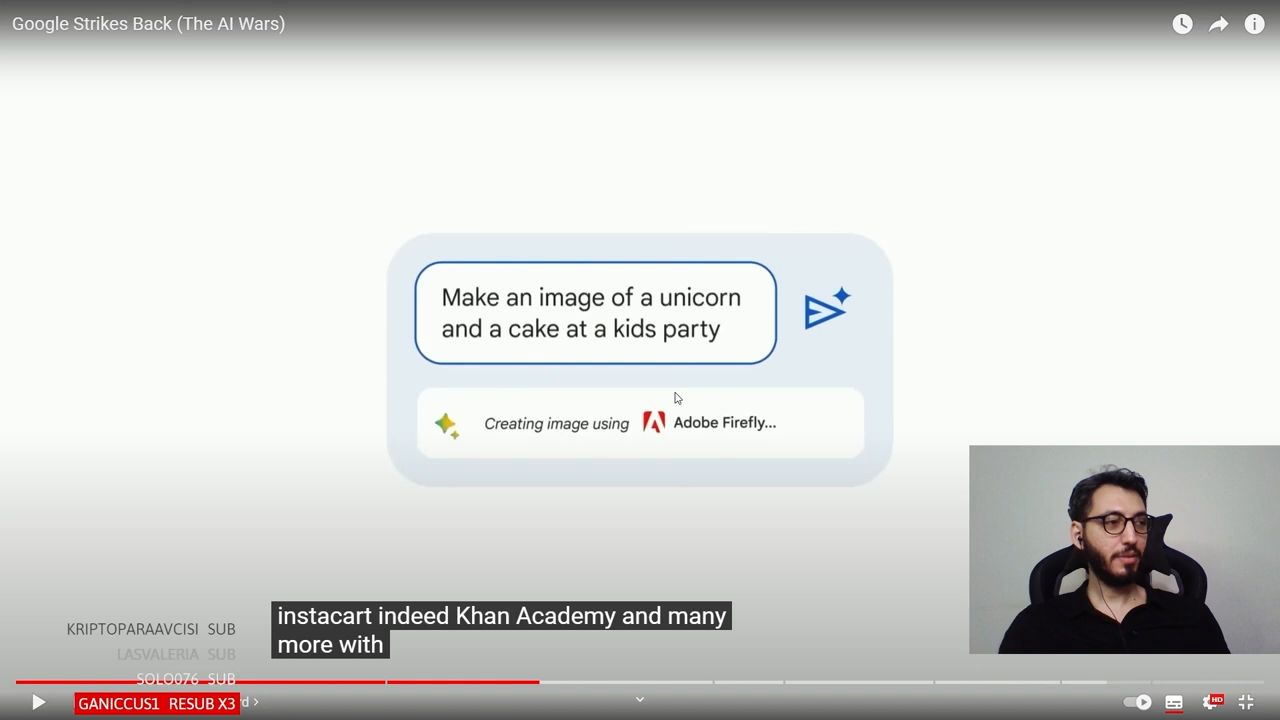 Google Strikes Back (The AI Wars)
Make an image of a unicorn
and a cake at a kids party
Creating image using Adobe Firefly...
instacart indeed Khan Academy and many
more with
KRIPTOPARAAVCISI SUB
LASVALERIA SUB
SOLO076 SUB
GANICCUS1 RESUB X3
HD